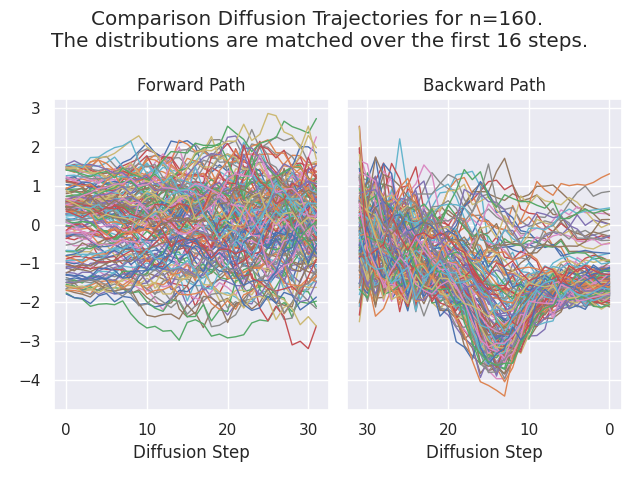 Comparison Diffusion Trajectories for n=160.
The distributions are matched over the first 16 steps.
Forward Path
Backward Path
3
2
1
0
−1
−2
−3
−4
0 10 20 30
30 20 10 0
Diffusion Step
Diffusion Step